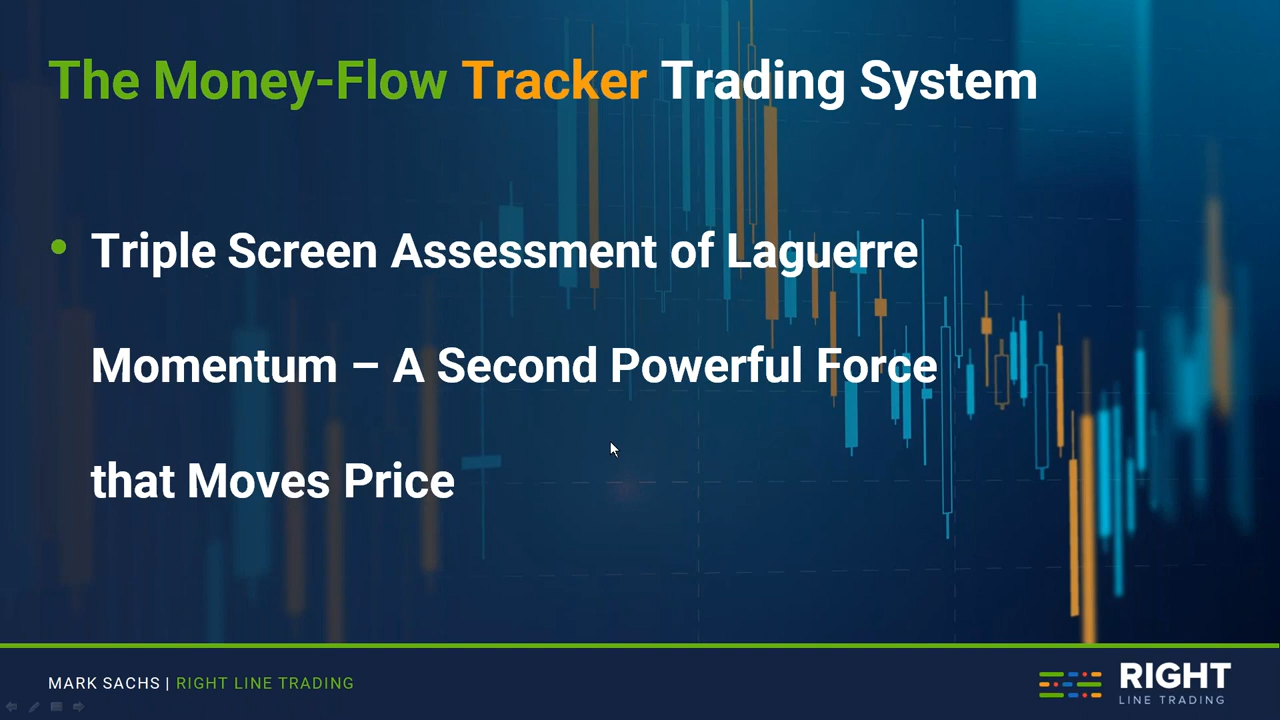 The Money-Flow Tracker Trading System
• Triple Screen Assessment of Laguerre
Momentum – A Second Powerful Force
that Moves Price
MARK SACHS | RIGHT LINE TRADING
RIGHT
LINE TRADING